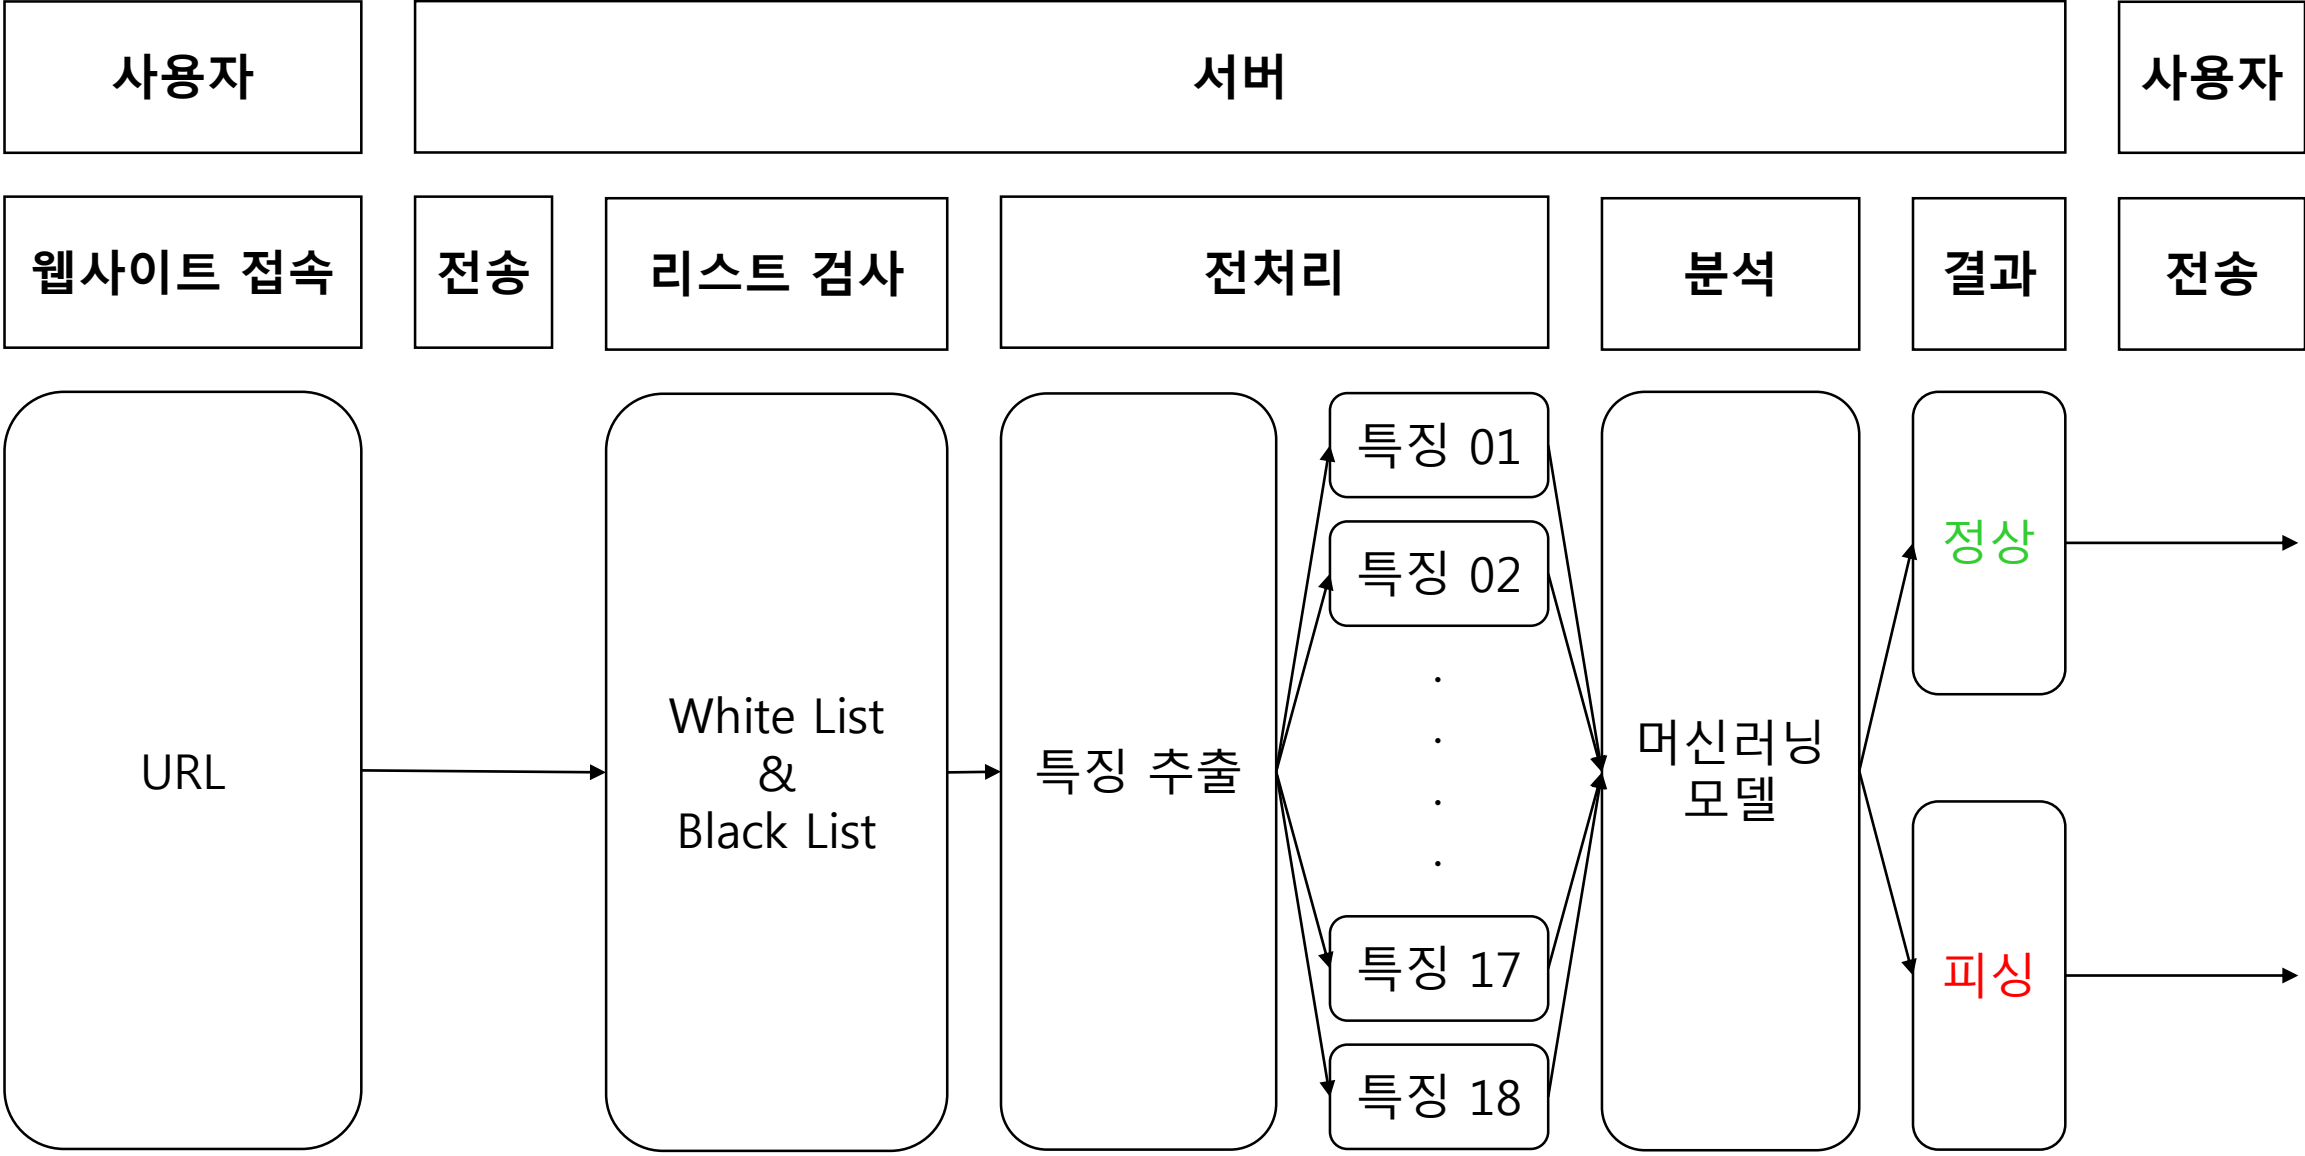 사용자
서버
사용자
웹사이트 접속
전송
리스트 검사
전처리
분석
결과
전송
URL
White List
&
Black List
특징 추출
특징 01
특징 02
.
.
.
.
특징 17
특징 18
머신러닝
모델
정상
피싱